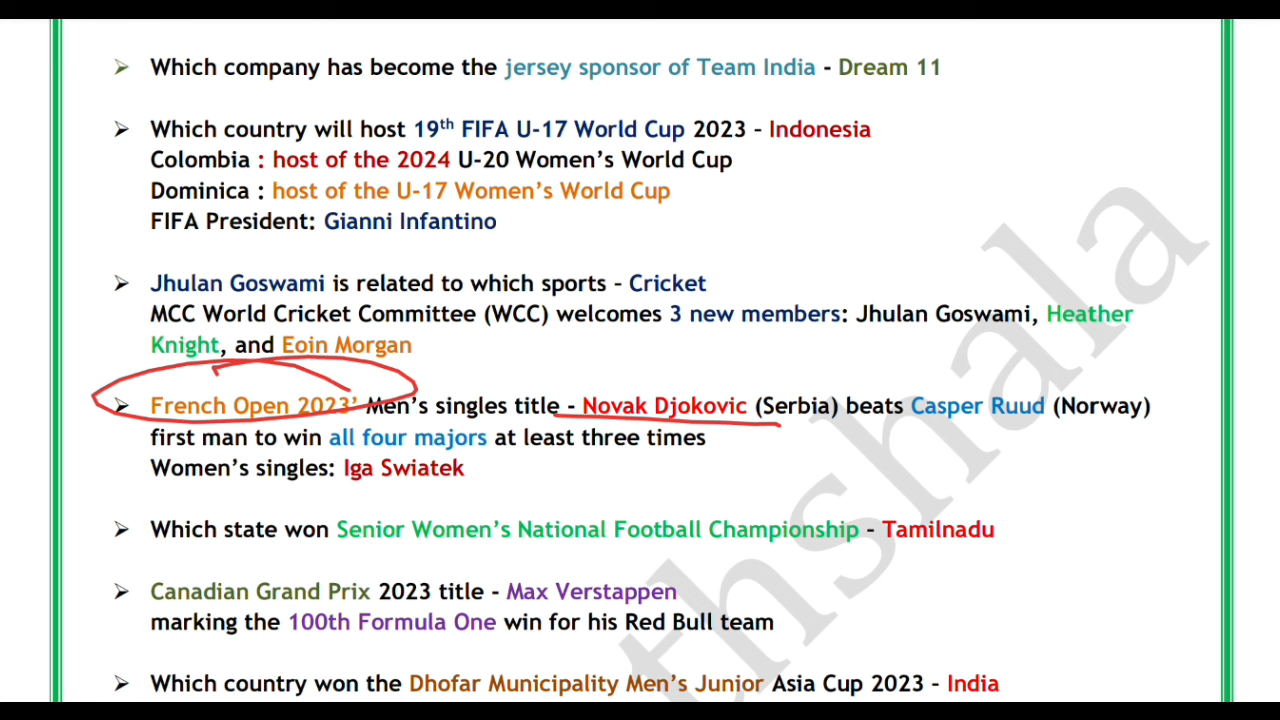 ➢ Which company has become the jersey sponsor of Team India - Dream 11
➢ Which country will host 19th FIFA U-17 World Cup 2023 – Indonesia
Colombia : host of the 2024 U-20 Women’s World Cup
Dominica : host of the U-17 Women’s World Cup
FIFA President: Gianni Infantino
➢ Jhulan Goswami is related to which sports – Cricket
MCC World Cricket Committee (WCC) welcomes 3 new members: Jhulan Goswami, Heather
Knight, and Eoin Morgan
➢ French Open 2023’ Men’s singles title - Novak Djokovic (Serbia) beats Casper Ruud (Norway)
first man to win all four majors at least three times
Women’s singles: Iga Swiatek
➢ Which state won Senior Women’s National Football Championship – Tamilnadu
➢ Canadian Grand Prix 2023 title - Max Verstappen
marking the 100th Formula One win for his Red Bull team
➢ Which country won the Dhofar Municipality Men’s Junior Asia Cup 2023 – India
thshala